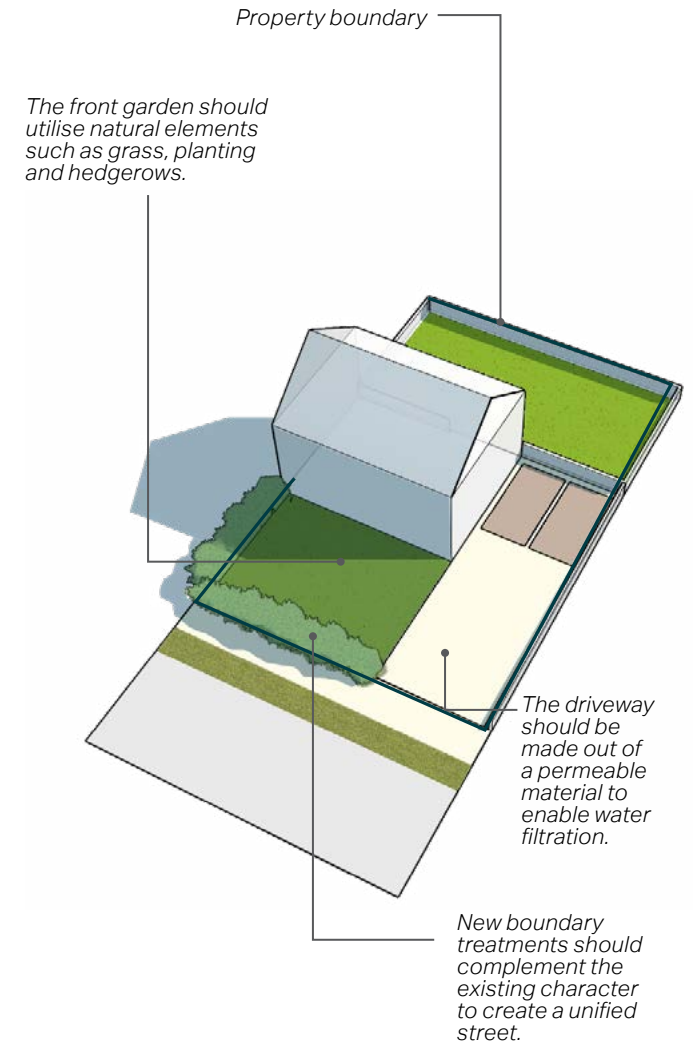 Property boundary
The front garden should
utilise natural elements
such as grass, planting
and hedgerows.
The driveway
should be
made out of
a permeable
material to
enable water
filtration.
New boundary
treatments should
complement the
existing character
to create a unified
street.